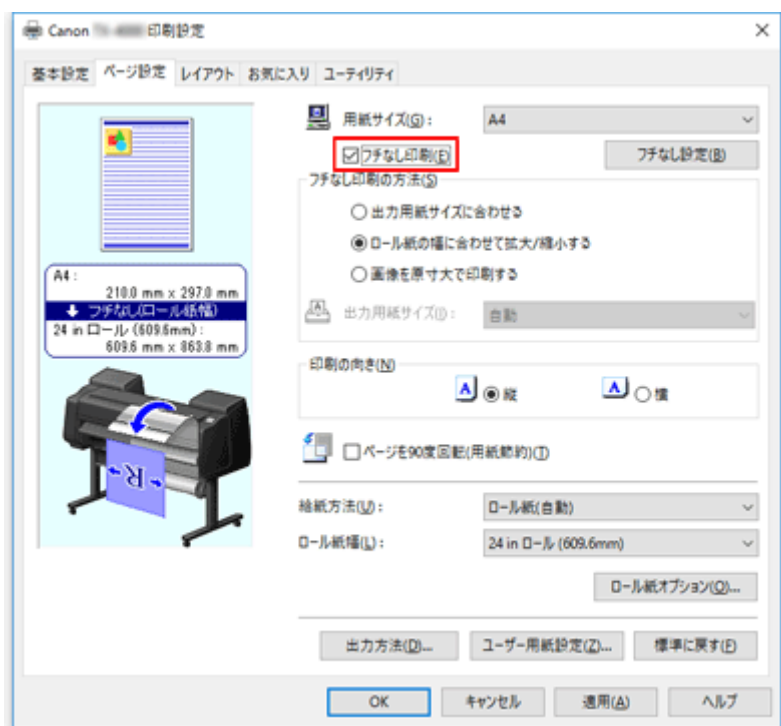 Canon 印刷設定
基本設定 ページ設定 レイアウト お気に入り ユーティリティ
用紙サイズ(G): A4
フチなし印刷(E) フチなし設定(B)
フチなし印刷の方法(S)
出力用紙サイズに合わせる
ロール紙の幅に合わせて拡大/縮小する
画像を原寸大で印刷する
出力用紙サイズ(I): 自動
A4:
210.0 mm x 297.0 mm
フチなし(ロール紙幅)
24 in ロール (609.6mm):
609.6 mm x 863.8 mm
R
印刷の向き(N)
A 縦 A 横
ページを90度回転(用紙節約)(T)
給紙方法(U): ロール紙(自動)
ロール紙幅(L): 24 in ロール (609.6mm)
ロール紙オプション(O)...
出力方法(D)... ユーザー用紙設定(Z)... 標準に戻す(F)
OK キャンセル 適用(A) ヘルプ